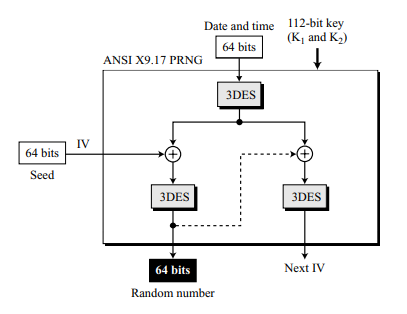 Date and time
112-bit key
(K₁ and K₂)
64 bits
ANSI X9.17 PRNG
3DES
64 bits
IV
Seed
+
+
3DES
3DES
64 bits
Next IV
Random number